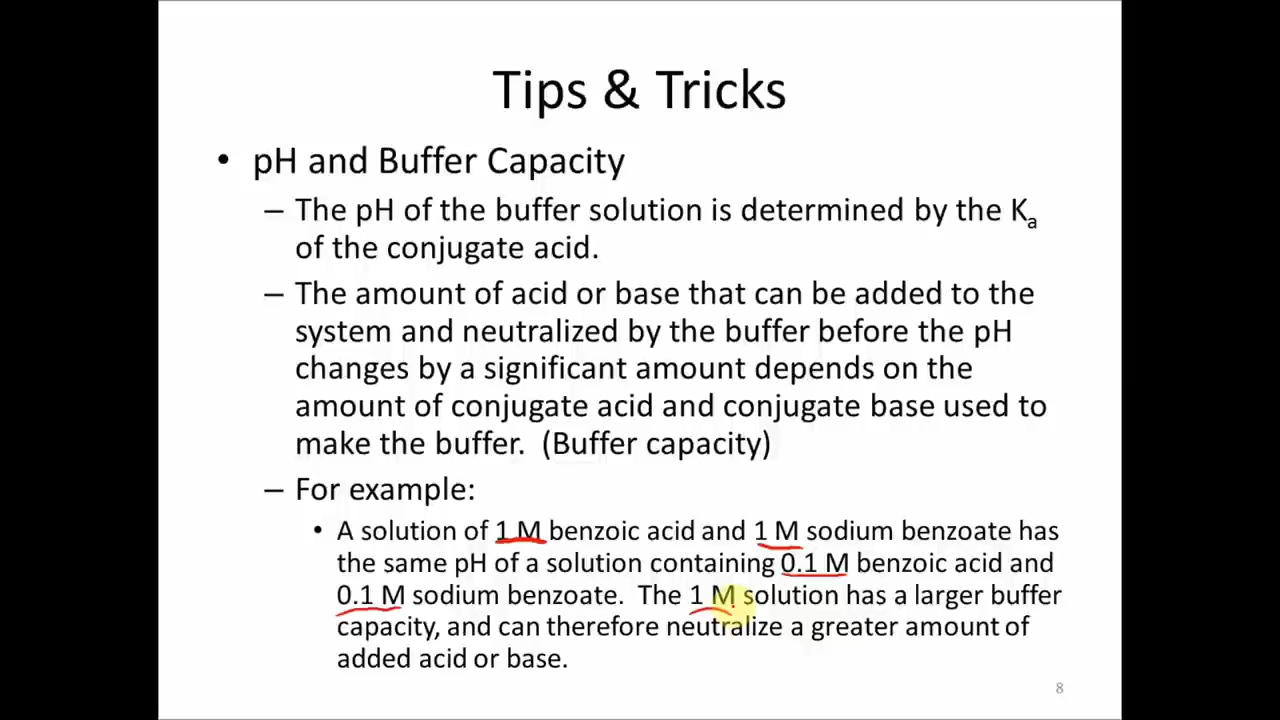 Tips & Tricks
• pH and Buffer Capacity
– The pH of the buffer solution is determined by the Ka
of the conjugate acid.
– The amount of acid or base that can be added to the
system and neutralized by the buffer before the pH
changes by a significant amount depends on the
amount of conjugate acid and conjugate base used to
make the buffer. (Buffer capacity)
– For example:
• A solution of 1 M benzoic acid and 1 M sodium benzoate has
the same pH of a solution containing 0.1 M benzoic acid and
0.1 M sodium benzoate. The 1 M solution has a larger buffer
capacity, and can therefore neutralize a greater amount of
added acid or base.
8